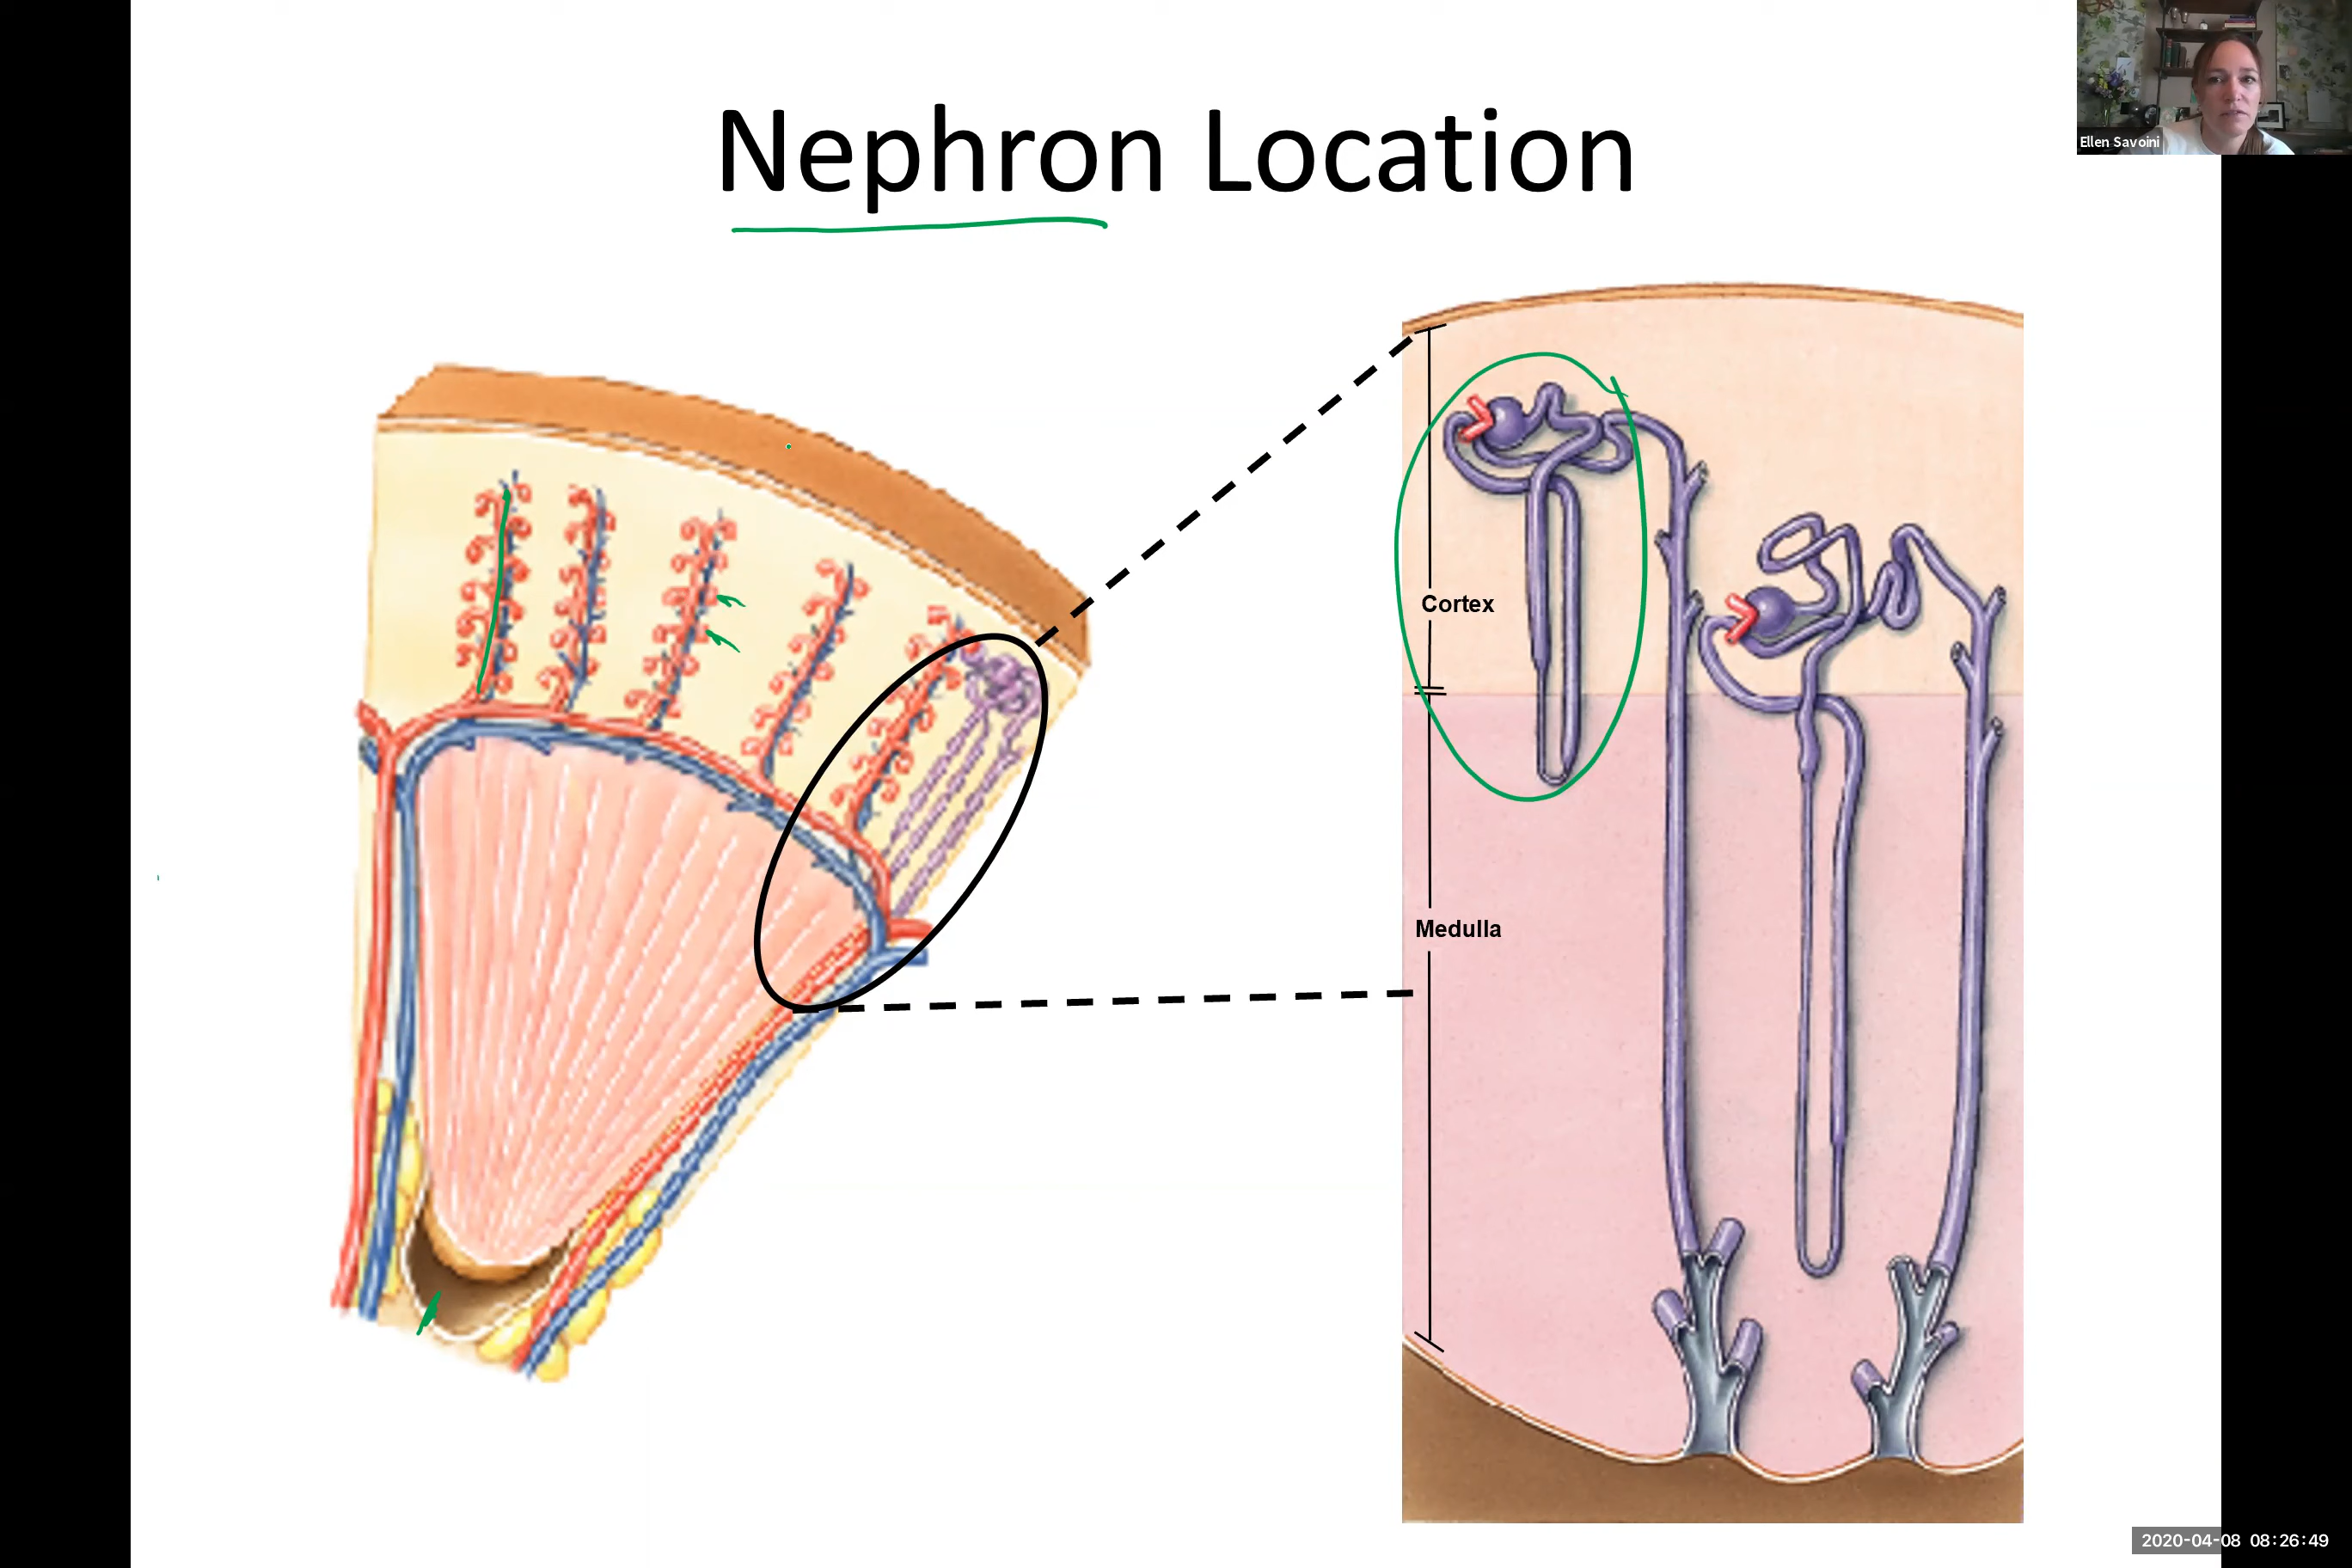 Nephron Location
Ellen Savoini
Cortex
Medulla
2020-04-08 08:26:49